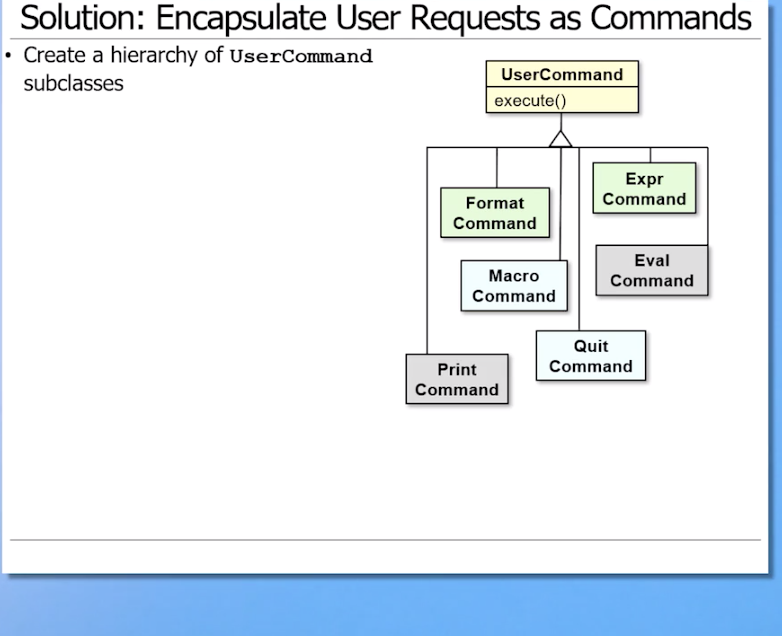 Solution: Encapsulate User Requests as Commands
• Create a hierarchy of UserCommand
subclasses
UserCommand
execute()
Expr
Command
Format
Command
Eval
Command
Macro
Command
Quit
Command
Print
Command